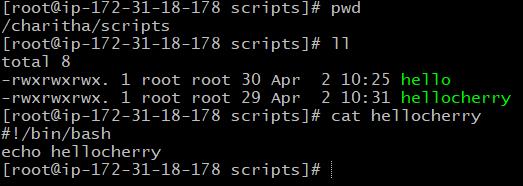 [root@ip-172-31-18-178 scripts]# pwd
/charitha/scripts
[root@ip-172-31-18-178 scripts]# ll
total 8
-rwxrwxrwx. 1 root root 30 Apr  2 10:25 hello
-rwxrwxrwx. 1 root root 29 Apr  2 10:31 hellocherry
[root@ip-172-31-18-178 scripts]# cat hellocherry
#!/bin/bash
echo hellocherry
[root@ip-172-31-18-178 scripts]#